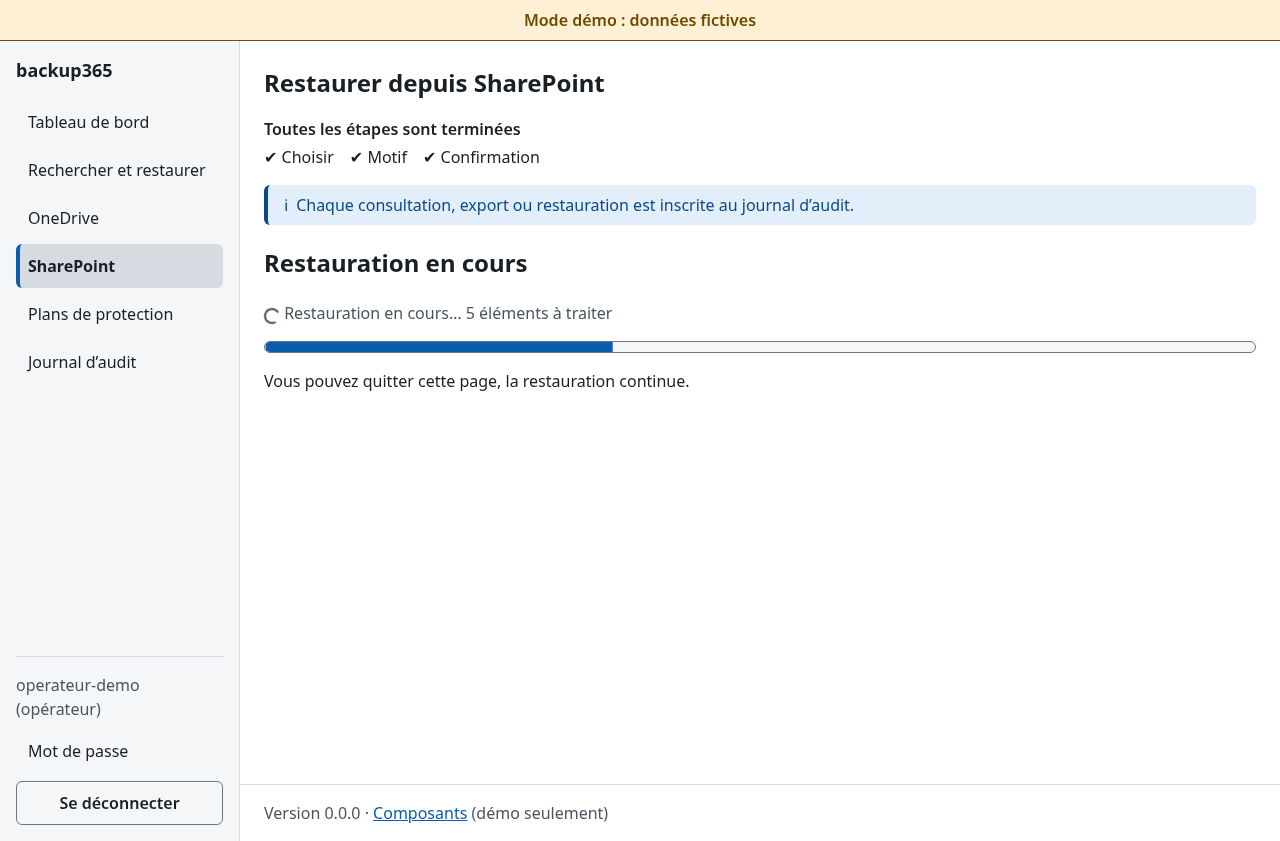 Mode démo : données fictives
backup365
Tableau de bord
Rechercher et restaurer
OneDrive
SharePoint
Plans de protection
Journal d’audit
operateur-demo
(opérateur)
Mot de passe
Se déconnecter
Restaurer depuis SharePoint
Toutes les étapes sont terminées
✔ Choisir ✔ Motif ✔ Confirmation
i Chaque consultation, export ou restauration est inscrite au journal d’audit.
Restauration en cours
Restauration en cours… 5 éléments à traiter
Vous pouvez quitter cette page, la restauration continue.
Version 0.0.0 · Composants (démo seulement)